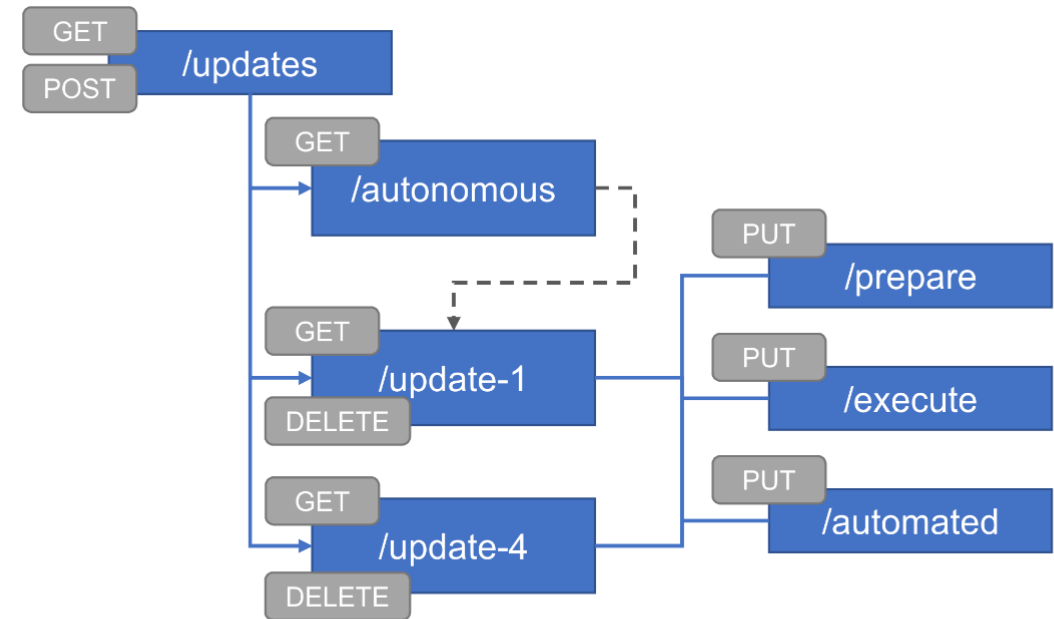 GET
/updates
POST
GET
/autonomous
PUT
/prepare
GET
/update-1
DELETE
PUT
/execute
PUT
/automated
GET
/update-4
DELETE